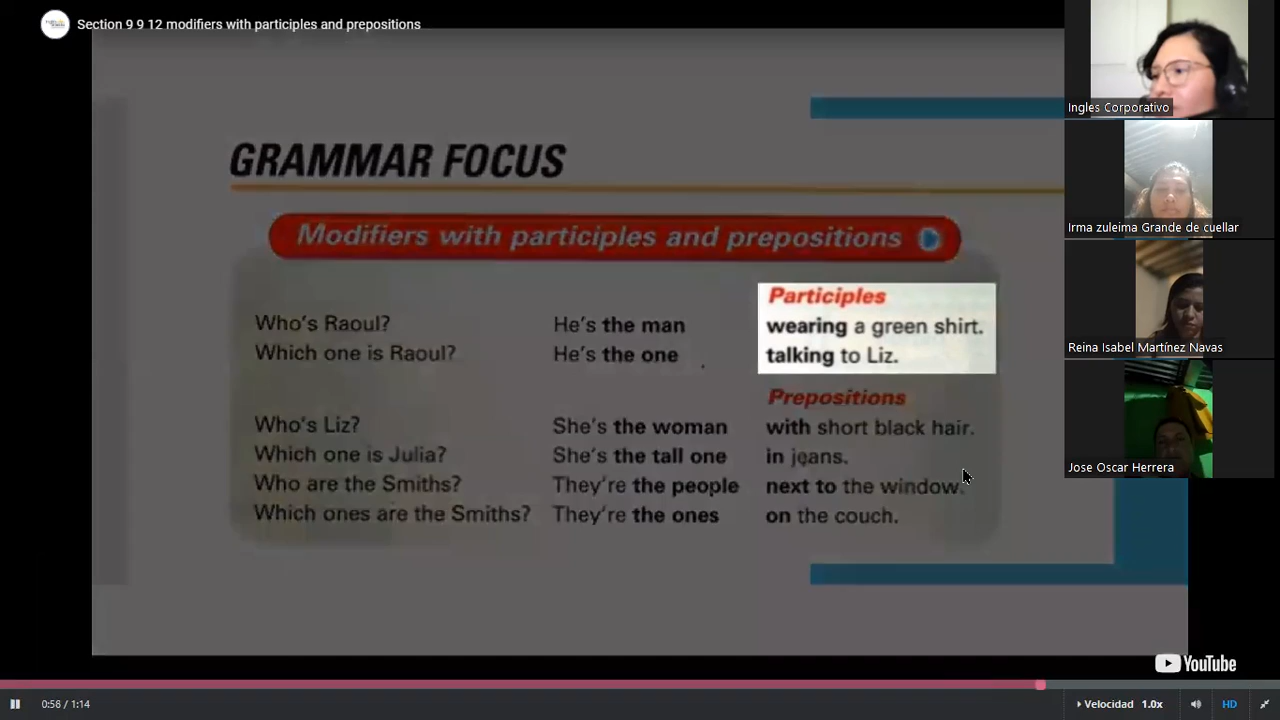 Section 9 9 12 modifiers with participles and prepositions
GRAMMAR FOCUS
Modifiers with participles and prepositions
Participles
Who's Raoul? He's the man wearing a green shirt.
Which one is Raoul? He's the one talking to Liz.
Prepositions
Who's Liz? She's the woman with short black hair.
Which one is Julia? She's the tall one in jeans.
Who are the Smiths? They're the people next to the window.
Which ones are the Smiths? They're the ones on the couch.
Ingles Corporativo
Irma zuleima Grande de cuellar
Reina Isabel Martínez Navas
Jose Oscar Herrera
YouTube
0:56 / 1:14
Velocidad 1.0x
HD